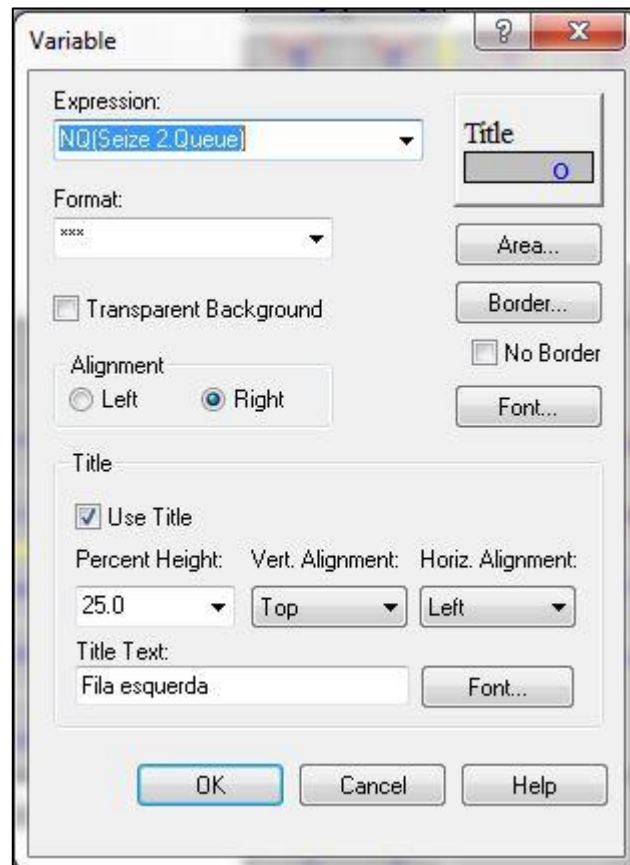 Variable
Expression:
NQ(Seize 2.Queue)
Title
0
Format:
***
Area...
Transparent Background
Border...
No Border
Alignment
Left
Right
Font...
Title
Use Title
Percent Height:
Vert. Alignment:
Horiz. Alignment:
25.0
Top
Left
Title Text:
Fila esquerda
Font...
OK
Cancel
Help